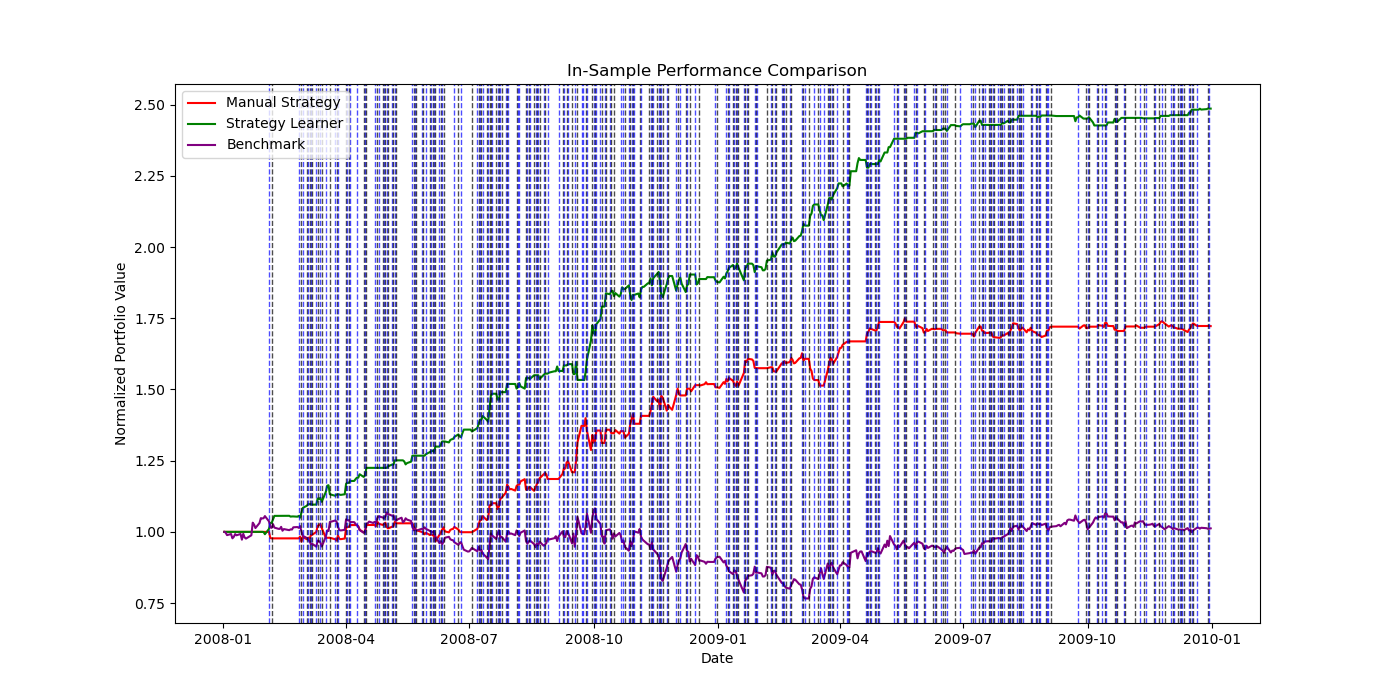 In-Sample Performance Comparison
Manual Strategy
Strategy Learner
Benchmark
Normalized Portfolio Value
2.50
2.25
2.00
1.75
1.50
1.25
1.00
0.75
2008-01 2008-04 2008-07 2008-10 2009-01 2009-04 2009-07 2009-10 2010-01
Date